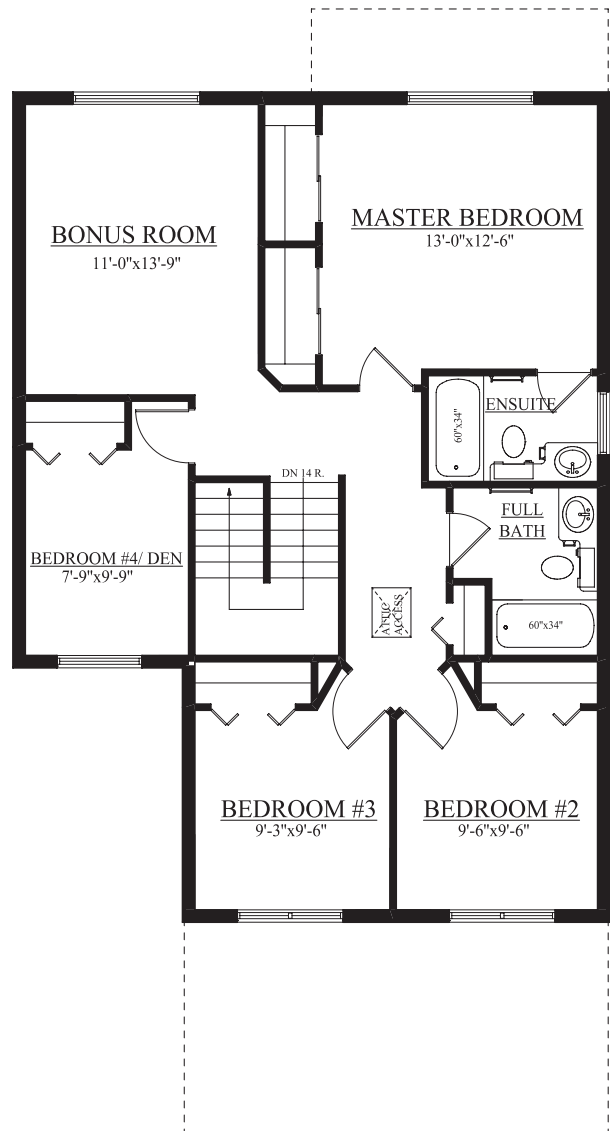 BONUS ROOM
11'-0"x13'-9"
MASTER BEDROOM
13'-0"x12'-6"
ENSUITE
60"x34"
DN 14 R.
FULL
BATH
BEDROOM #4/ DEN
7'-9"x9'-9"
ATTIC
ACCESS
60"x34"
BEDROOM #3
9'-3"x9'-6"
BEDROOM #2
9'-6"x9'-6"